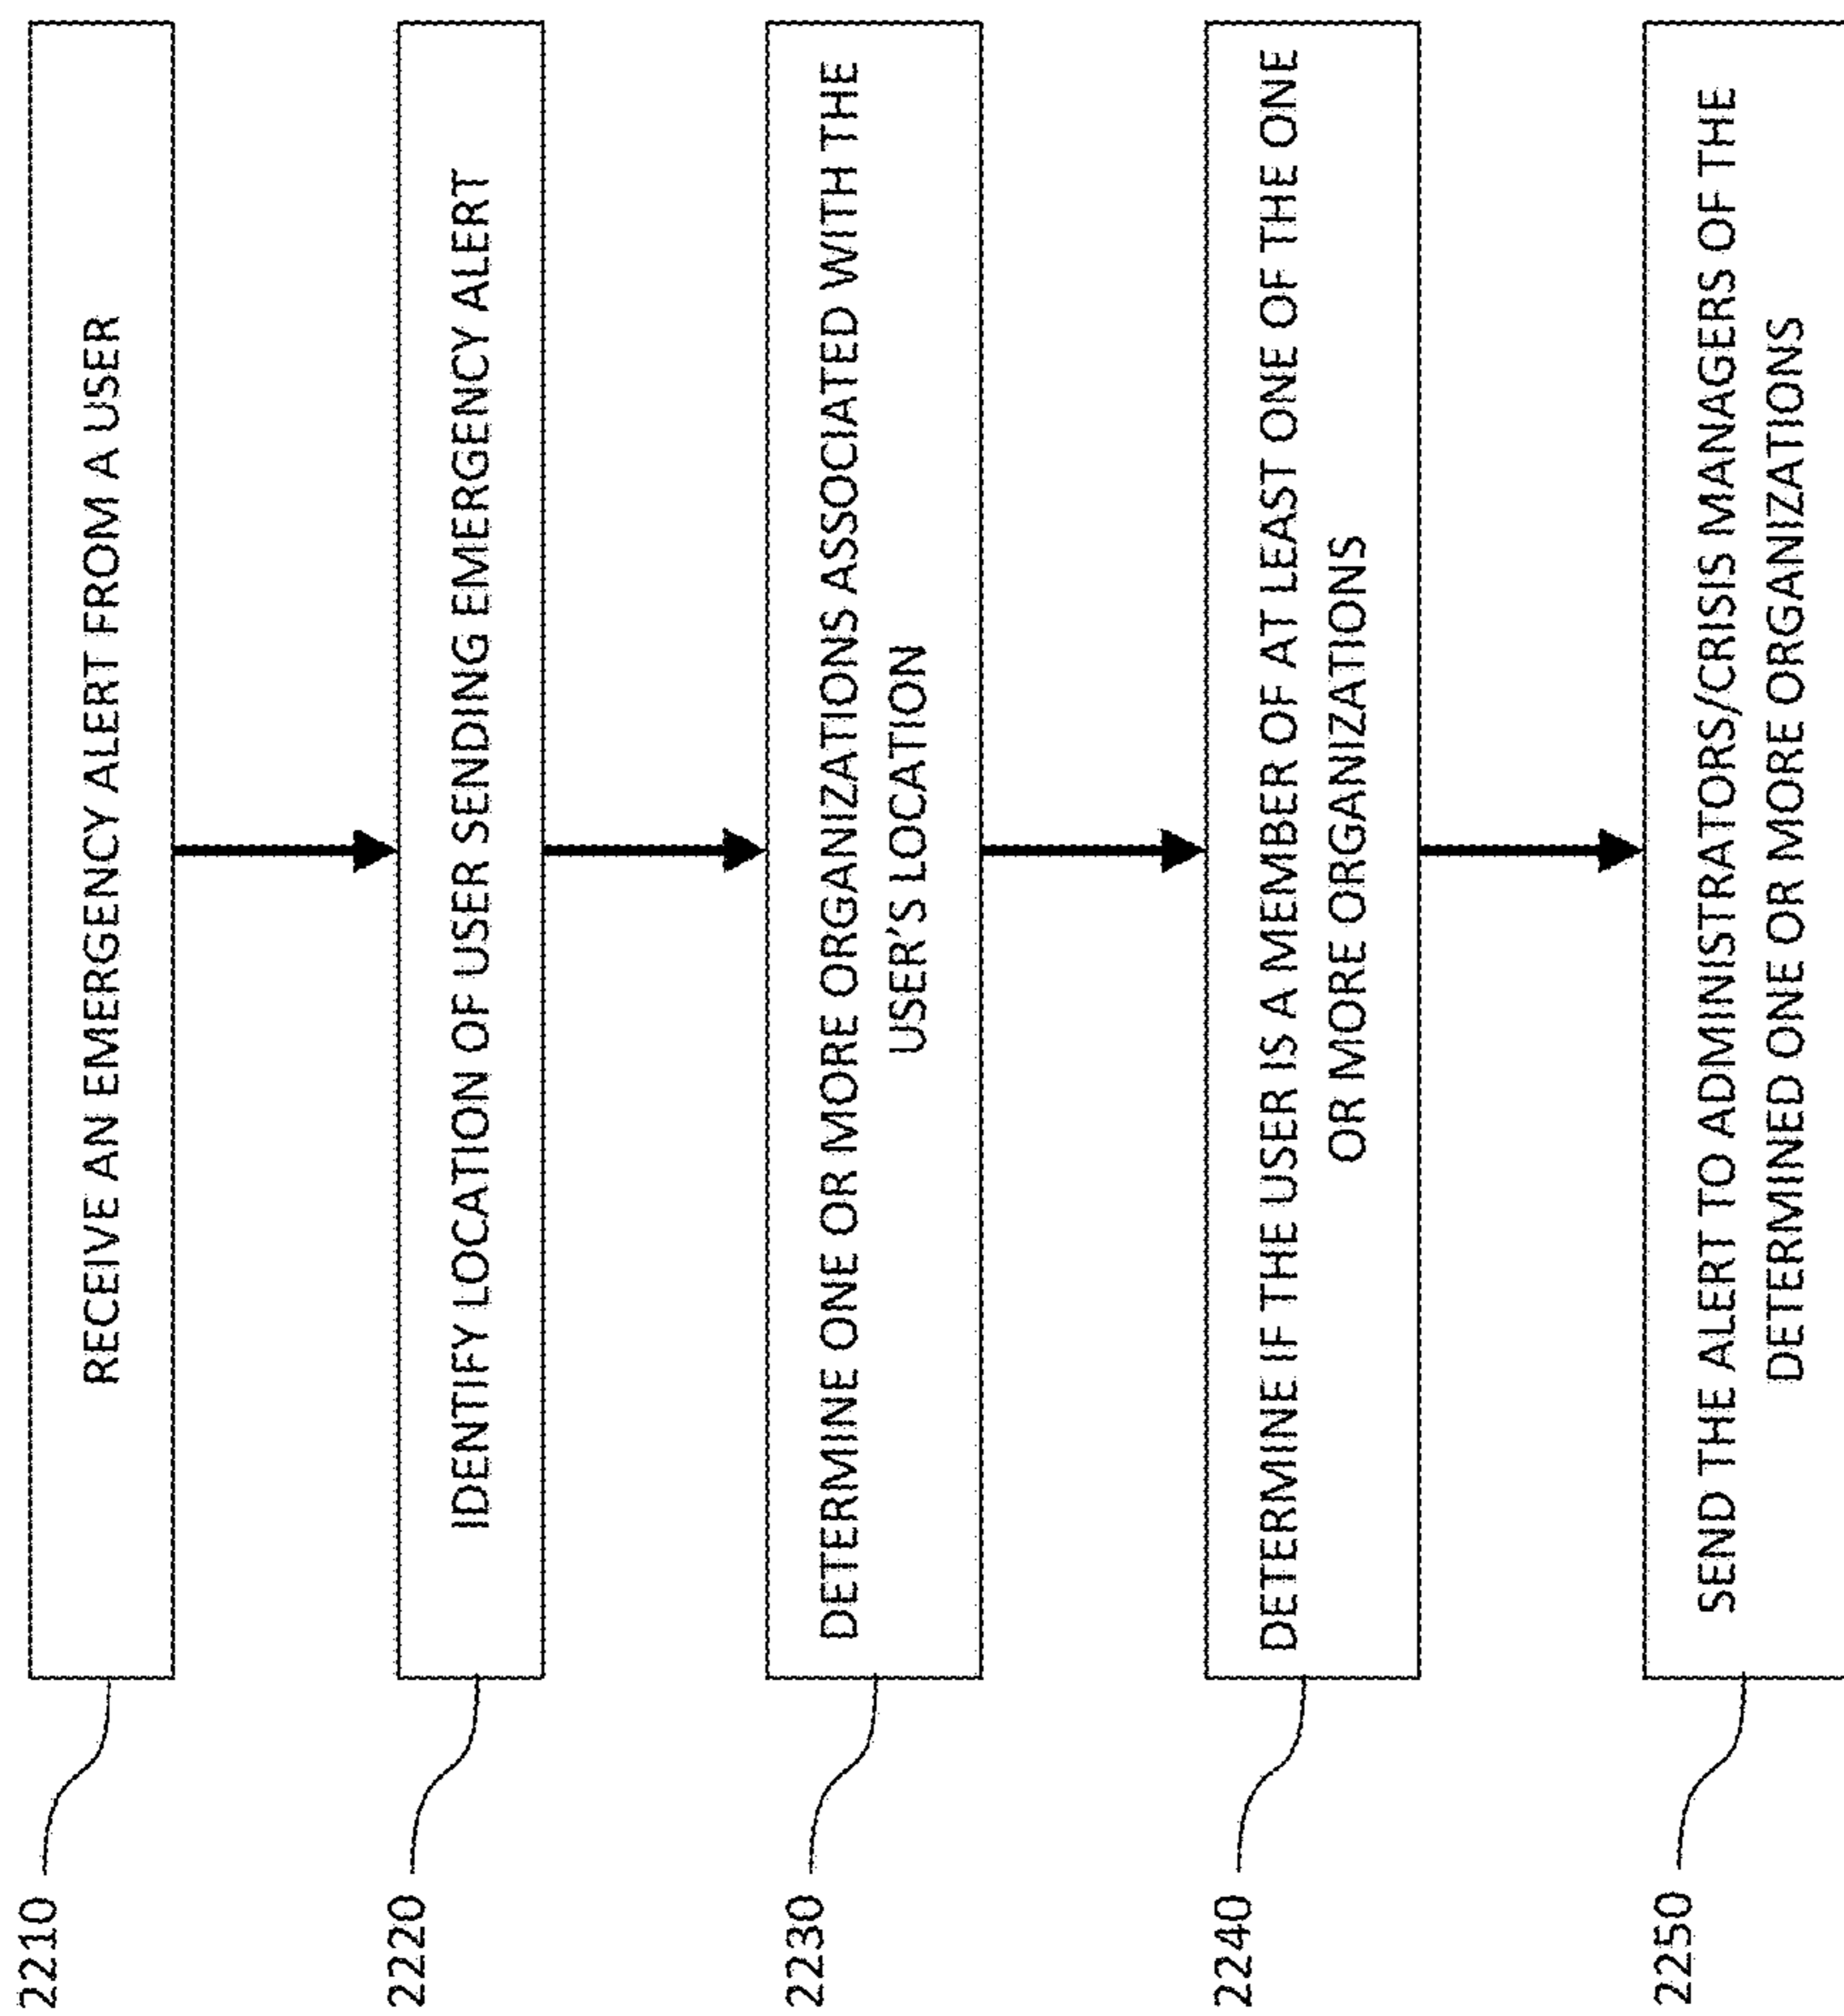 2210
RECEIVE AN EMERGENCY ALERT FROM A USER
2220
IDENTIFY LOCATION OF USER SENDING EMERGENCY ALERT
2230
DETERMINE ONE OR MORE ORGANIZATIONS ASSOCIATED WITH THE
USER'S LOCATION
2240
DETERMINE IF THE USER IS A MEMBER OF AT LEAST ONE OF THE ONE
OR MORE ORGANIZATIONS
2250
SEND THE ALERT TO ADMINISTRATORS/CRISIS MANAGERS OF THE
DETERMINED ONE OR MORE ORGANIZATIONS